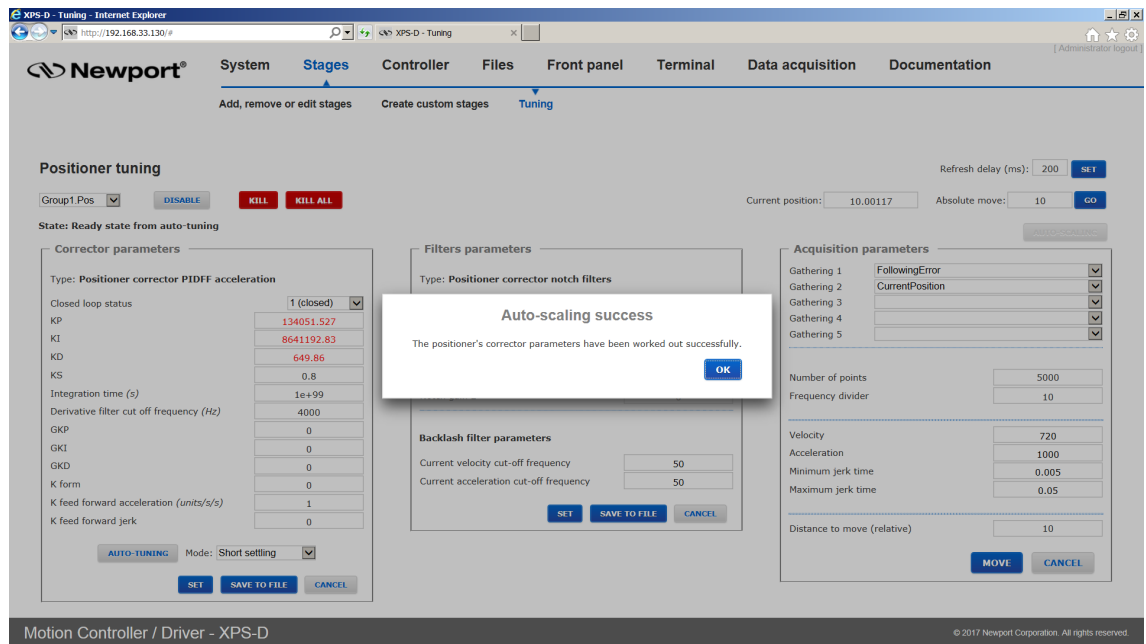 XPS-D - Tuning - Internet Explorer
http://192.168.33.130/#
XPS-D - Tuning
[ Administrator logout ]
Newport®
System Stages Controller Files Front panel Terminal Data acquisition Documentation
Add, remove or edit stages Create custom stages Tuning
Positioner tuning
Refresh delay (ms): 200 SET
Group1.Pos DISABLE KILL KILL ALL
Current position: 10.00117 Absolute move: 10 GO
State: Ready state from auto-tuning
AUTO-SCALING
Corrector parameters
Type: Positioner corrector PIDFF acceleration
Closed loop status 1 (closed)
KP 134051.527
KI 8641192.83
KD 649.86
KS 0.8
Integration time (s) 1e+99
Derivative filter cut off frequency (Hz) 4000
GKP 0
GKI 0
GKD 0
K form 0
K feed forward acceleration (units/s/s) 1
K feed forward jerk 0
AUTO-TUNING Mode: Short settling
SET SAVE TO FILE CANCEL
Filters parameters
Type: Positioner corrector notch filters
Auto-scaling success
The positioner's corrector parameters have been worked out successfully.
OK
Backlash filter parameters
Current velocity cut-off frequency 50
Current acceleration cut-off frequency 50
SET SAVE TO FILE CANCEL
Acquisition parameters
Gathering 1 FollowingError
Gathering 2 CurrentPosition
Gathering 3
Gathering 4
Gathering 5
Number of points 5000
Frequency divider 10
Velocity 720
Acceleration 1000
Minimum jerk time 0.005
Maximum jerk time 0.05
Distance to move (relative) 10
MOVE CANCEL
Motion Controller / Driver - XPS-D
© 2017 Newport Corporation. All rights reserved.